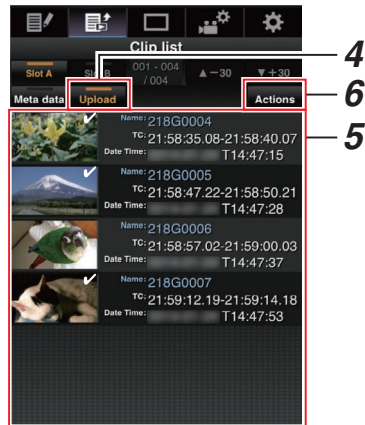 Clip list
Slot A Slot B 001 - 004 / 004 ▲-30 ▼+30
Meta data Upload Actions
4
6
5
Name: 218G0004
TC: 21:58:35.08-21:58:40.07
Date Time: T14:47:15
Name: 218G0005
TC: 21:58:47.22-21:58:50.21
Date Time: T14:47:28
Name: 218G0006
TC: 21:58:57.02-21:59:00.03
Date Time: T14:47:37
Name: 218G0007
TC: 21:59:12.19-21:59:14.18
Date Time: T14:47:53